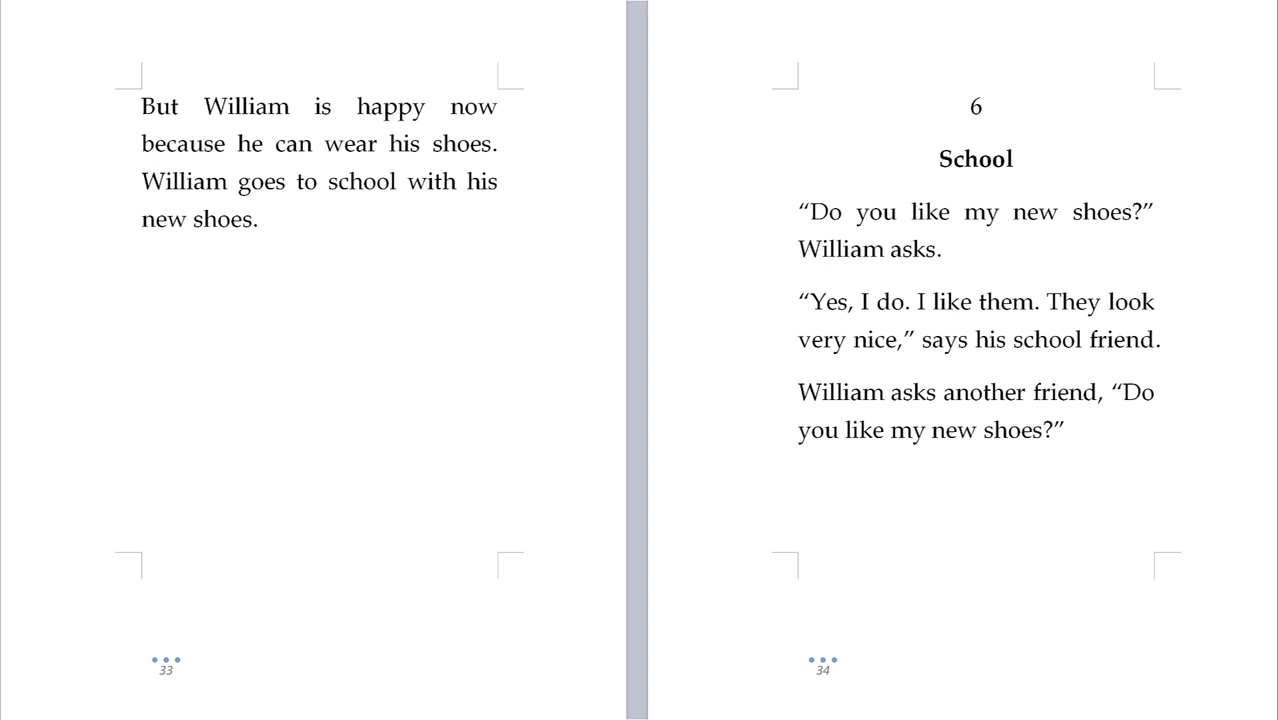 But William is happy now
because he can wear his shoes.
William goes to school with his
new shoes.
33
6
School
“Do you like my new shoes?”
William asks.
“Yes, I do. I like them. They look
very nice,” says his school friend.
William asks another friend, “Do
you like my new shoes?”
34